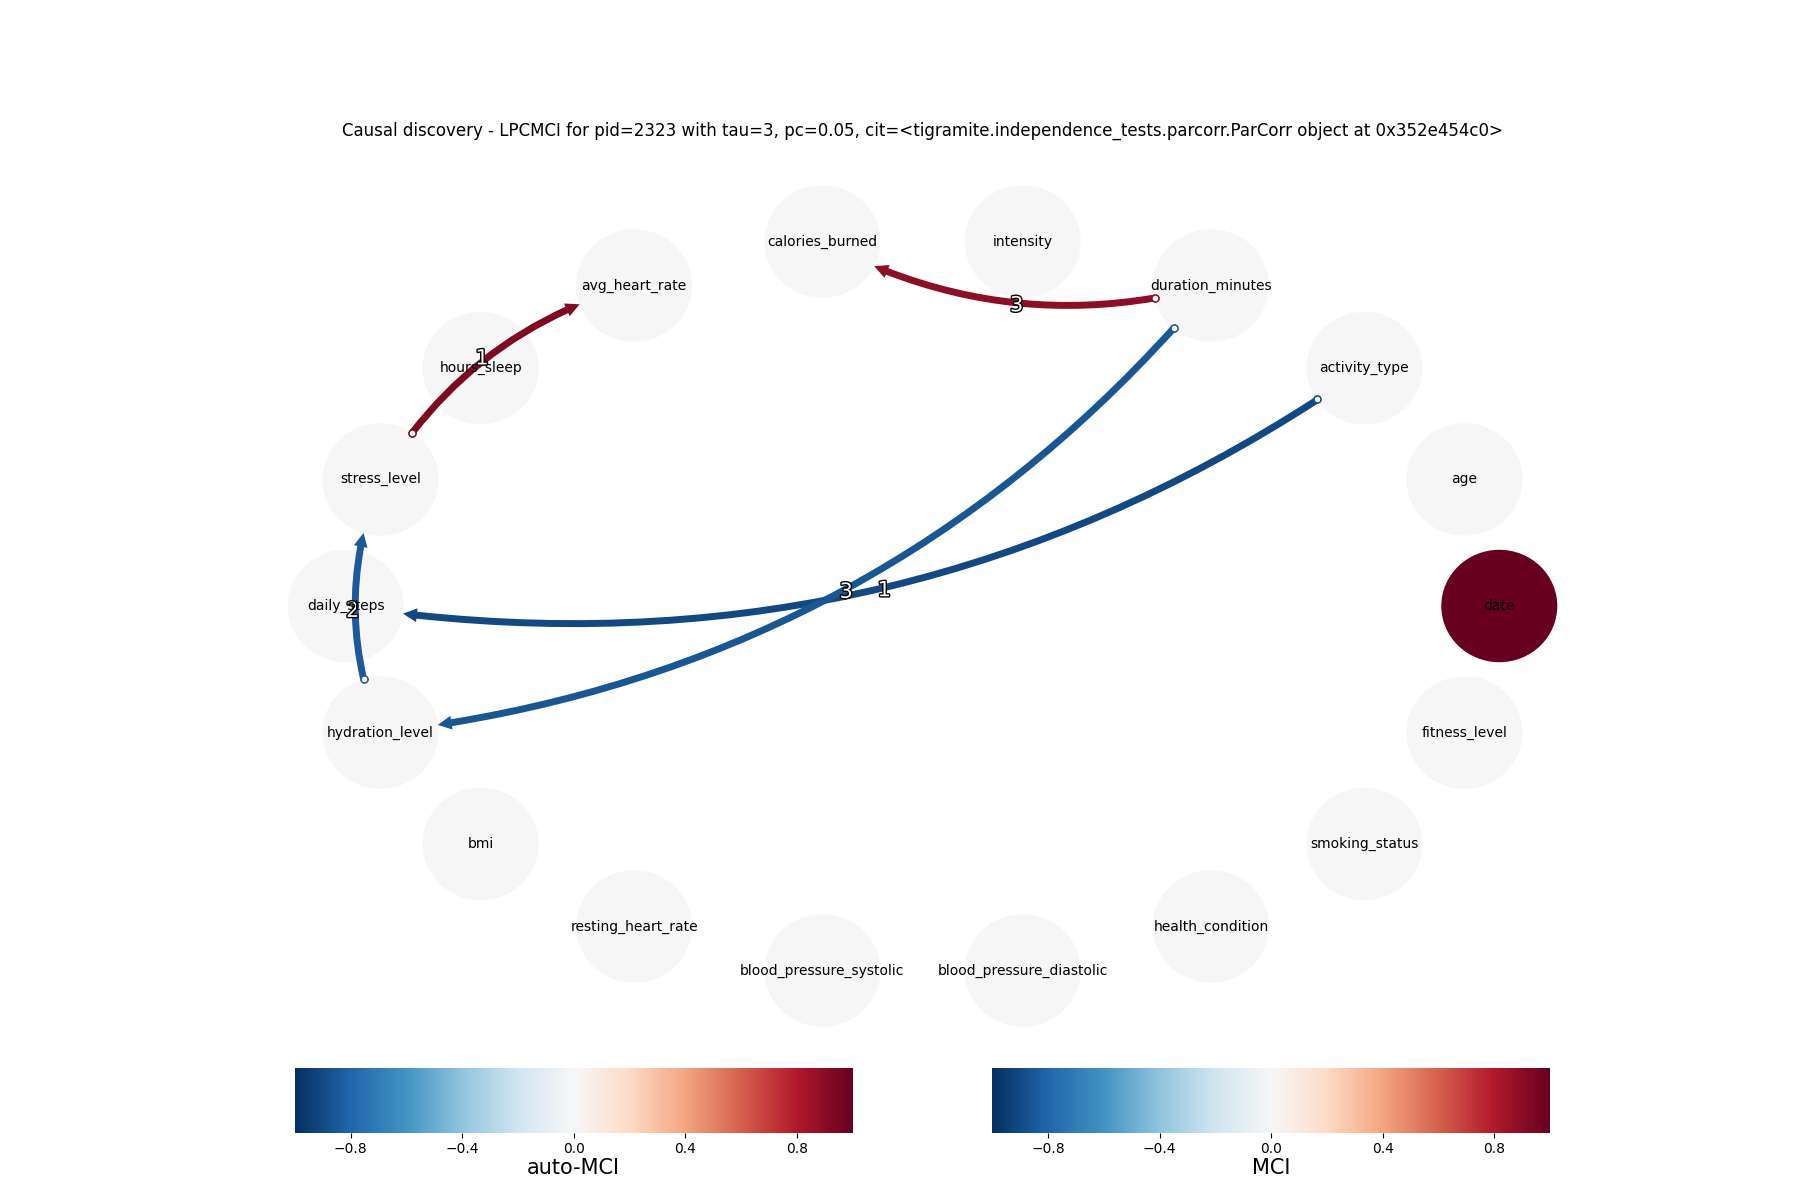 Causal discovery - LPCMCI for pid=2323 with tau=3, pc=0.05, cit=<tigramite.independence_tests.parcorr.ParCorr object at 0x352e454c0>
calories_burned
intensity
avg_heart_rate
duration_minutes
3
1
hours_sleep
activity_type
stress_level
age
3
1
daily_steps
2
date
hydration_level
fitness_level
bmi
smoking_status
resting_heart_rate
health_condition
blood_pressure_systolic
blood_pressure_diastolic
−0.8 −0.4 0.0 0.4 0.8
auto-MCI
−0.8 −0.4 0.0 0.4 0.8
MCI